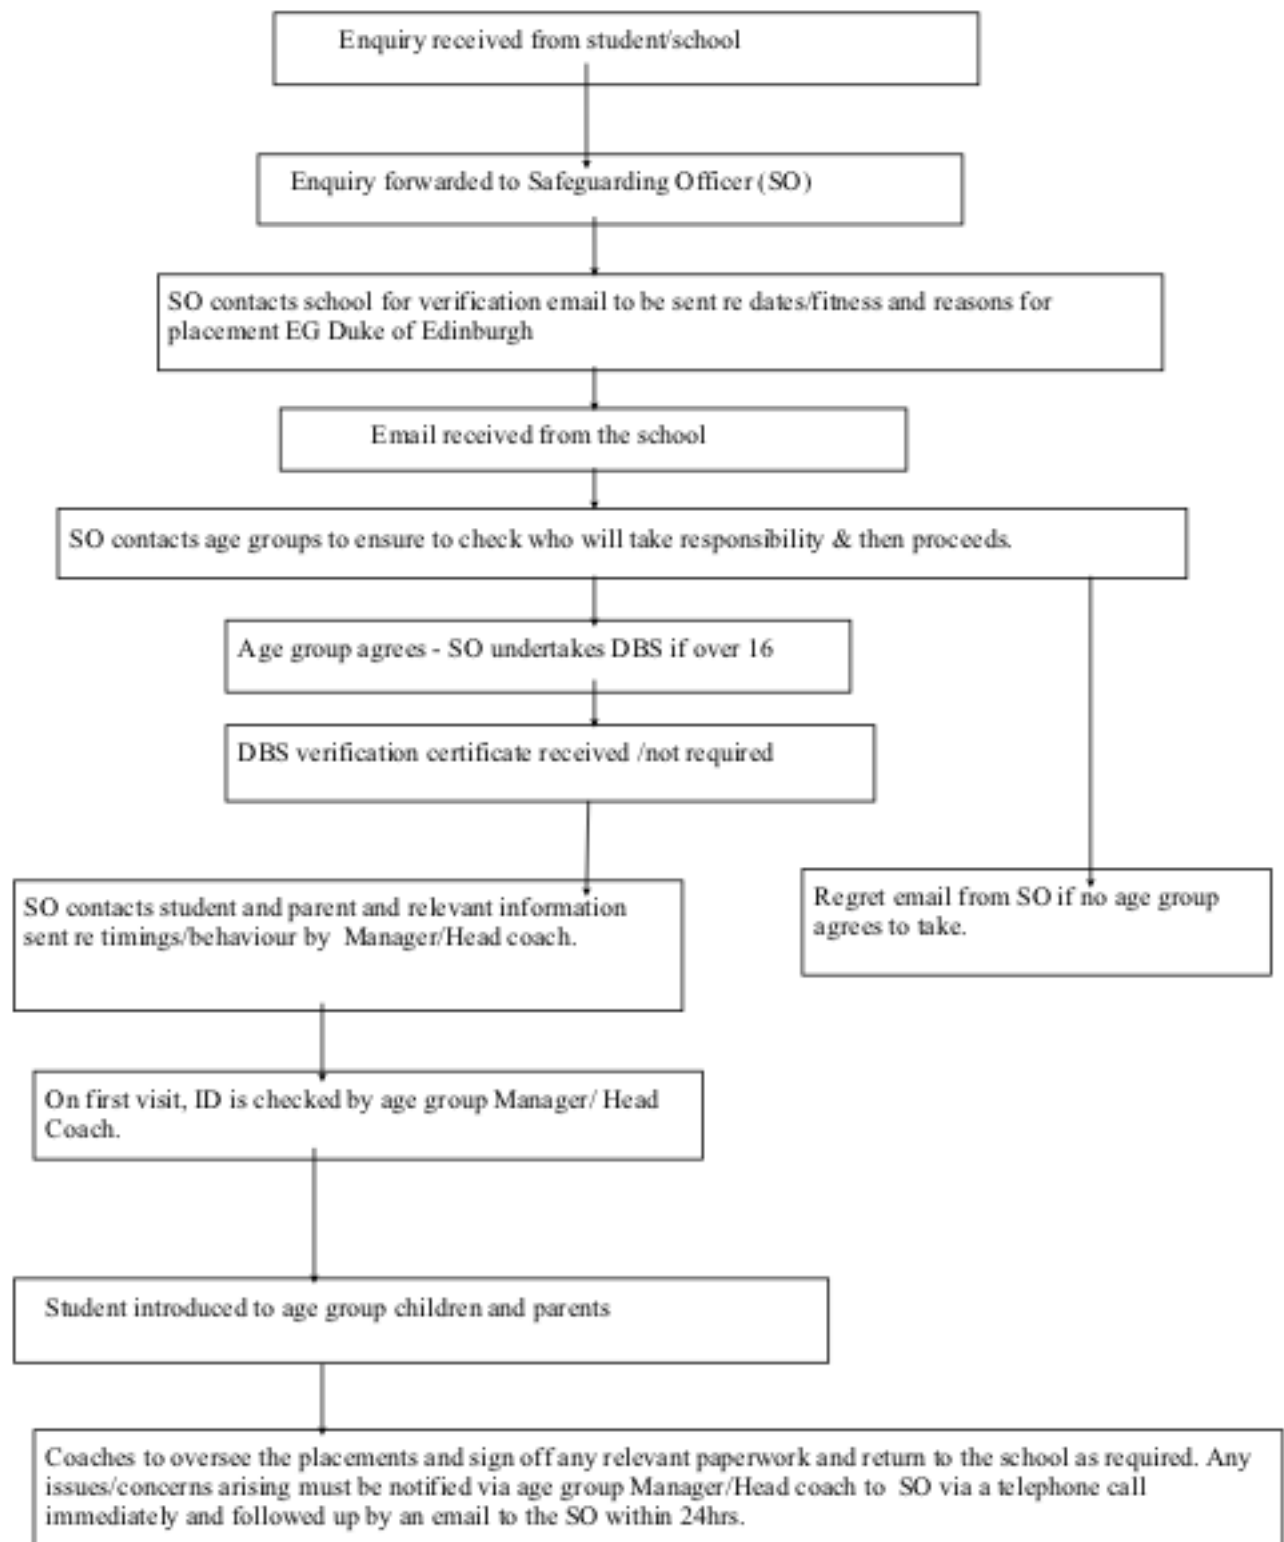 Enquiry received from student/school
Enquiry forwarded to Safeguarding Officer (SO)
SO contacts school for verification email to be sent re dates/fitness and reasons for
placement EG Duke of Edinburgh
Email received from the school
SO contacts age groups to ensure to check who will take responsibility & then proceeds.
Age group agrees - SO undertakes DBS if over 16
DBS verification certificate received /not required
SO contacts student and parent and relevant information
sent re timings/behaviour by Manager/Head coach.
Regret email from SO if no age group
agrees to take.
On first visit, ID is checked by age group Manager/ Head
Coach.
Student introduced to age group children and parents
Coaches to oversee the placements and sign off any relevant paperwork and return to the school as required. Any
issues/concerns arising must be notified via age group Manager/Head coach to SO via a telephone call
immediately and followed up by an email to the SO within 24hrs.